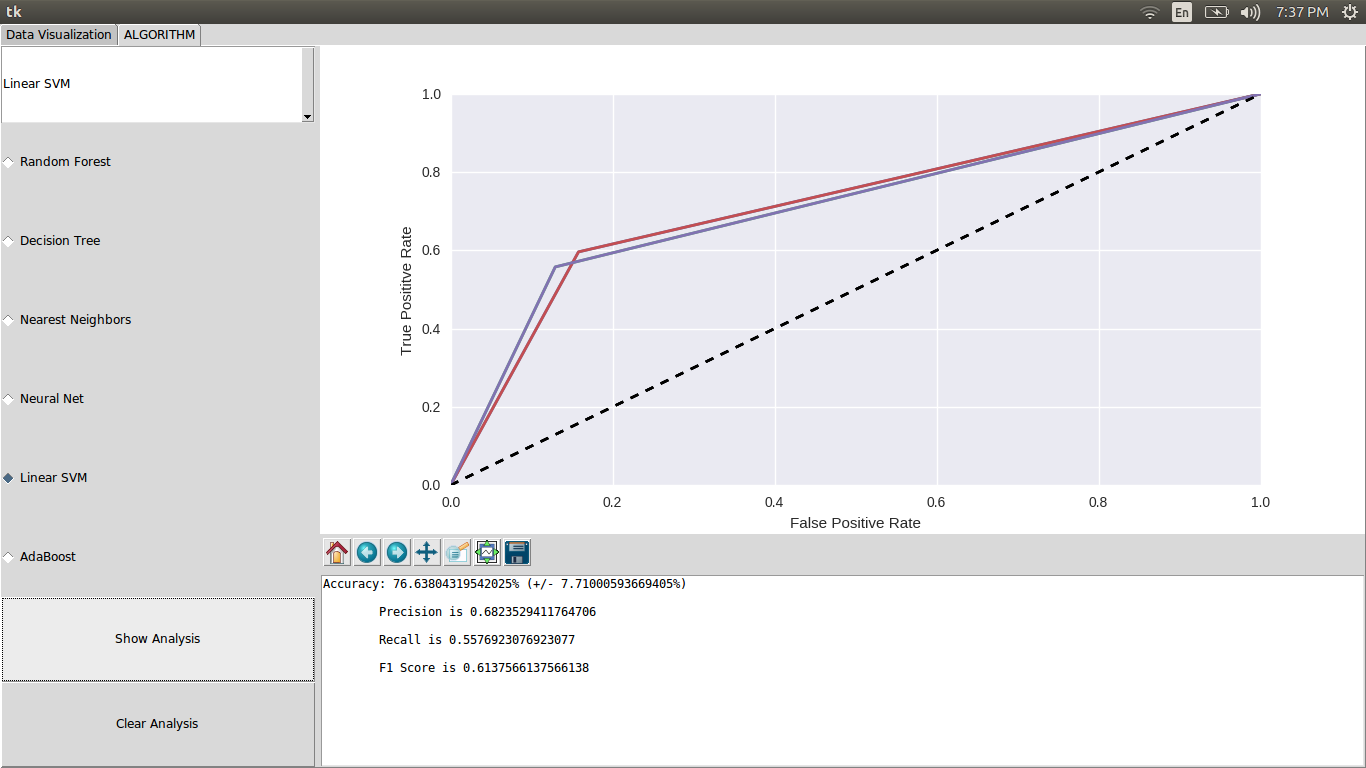 tk
En
7:37 PM
Data Visualization
ALGORITHM
Linear SVM
Random Forest
Decision Tree
Nearest Neighbors
Neural Net
Linear SVM
AdaBoost
Show Analysis
Clear Analysis
1.0
0.8
0.6
0.4
0.2
0.0
True Posititve Rate
0.0
0.2
0.4
0.6
0.8
1.0
False Positive Rate
Accuracy: 76.63804319542025% (+/- 7.71000593669405%)
Precision is 0.6823529411764706
Recall is 0.5576923076923077
F1 Score is 0.6137566137566138